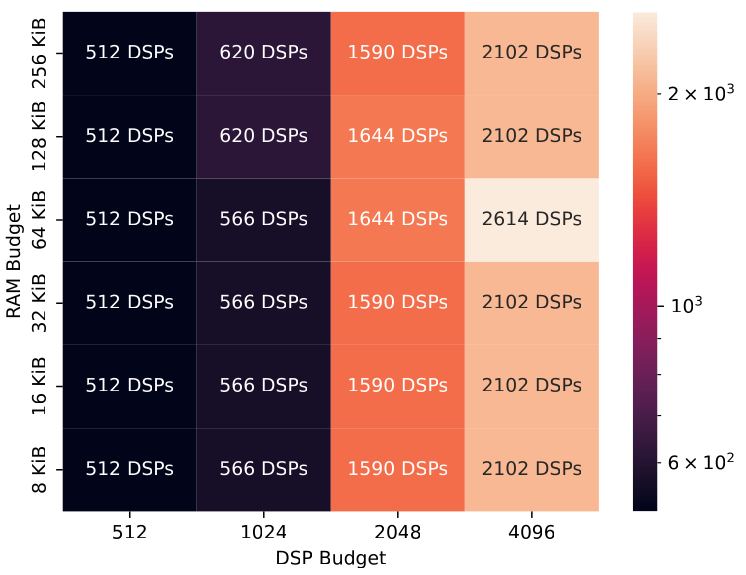 256 KiB 512 DSPs 620 DSPs 1590 DSPs 2102 DSPs
128 KiB 512 DSPs 620 DSPs 1644 DSPs 2102 DSPs
64 KiB 512 DSPs 566 DSPs 1644 DSPs 2614 DSPs
32 KiB 512 DSPs 566 DSPs 1590 DSPs 2102 DSPs
16 KiB 512 DSPs 566 DSPs 1590 DSPs 2102 DSPs
8 KiB 512 DSPs 566 DSPs 1590 DSPs 2102 DSPs
RAM Budget
512 1024 2048 4096
DSP Budget
2 × 10³
10³
6 × 10²